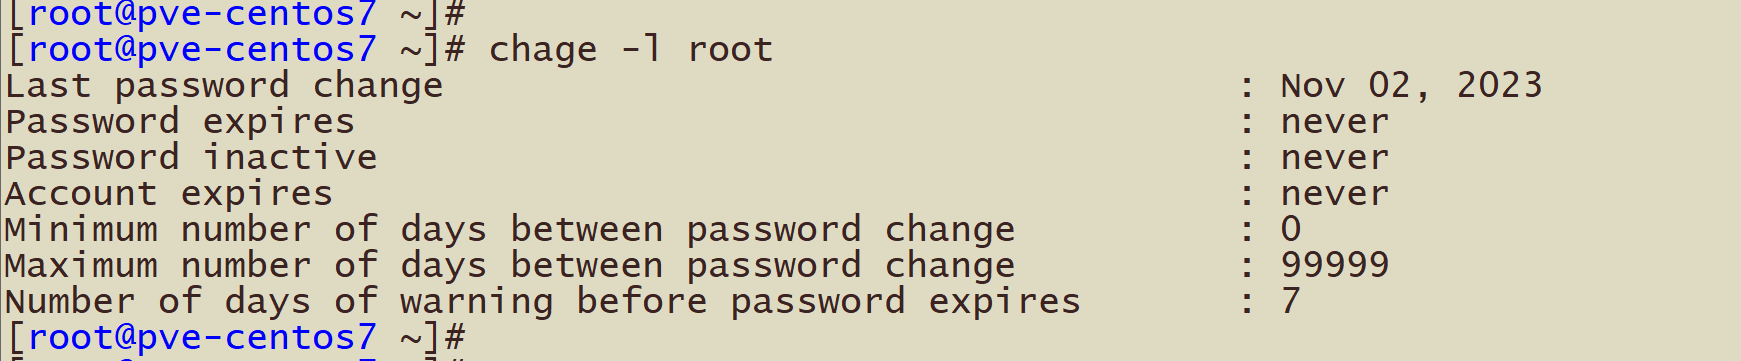 [root@pve-centos7 ~]#
[root@pve-centos7 ~]# chage -l root
Last password change : Nov 02, 2023
Password expires : never
Password inactive : never
Account expires : never
Minimum number of days between password change : 0
Maximum number of days between password change : 99999
Number of days of warning before password expires : 7
[root@pve-centos7 ~]#